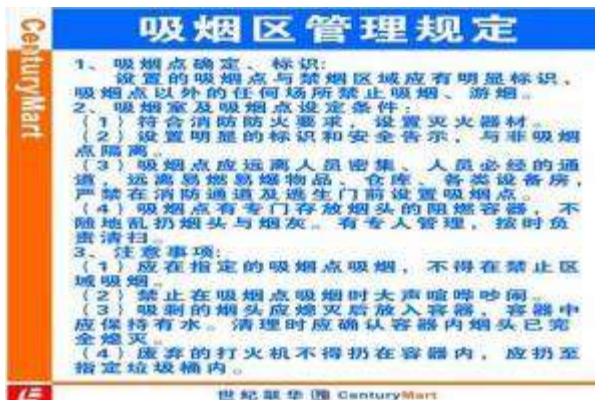 CenturyMart
吸烟区管理规定
1、吸烟点确定、标识:
设置的吸烟点与禁烟区域应有明显标识，
吸烟点以外的任何场所禁止吸烟、游烟。
2、吸烟室及吸烟点设定条件:
(1)符合消防防火要求，设置灭火器材。
(2)设置明显的标识和安全告示，与非吸烟
点隔离。
(3)吸烟点应远离人员密集、人员必经的通
道，远离易燃易爆物品、仓库、各类设备房，
严禁在消防通道及逃生门前设置吸烟点。
(4)吸烟点有专门存放烟头的阻燃容器，不
随地乱扔烟头与烟灰。有专人管理，按时负
责清扫。
3、注意事项:
(1)应在指定的吸烟点吸烟，不得在禁止区
域吸烟。
(2)禁止在吸烟点吸烟时大声喧哗吵闹。
(3)吸剩的烟头应熄灭后放入容器，容器中
应保持有水。清理时应确认容器内烟头已完
全熄灭。
(4)废弃的打火机不得扔在容器内，应扔至
指定垃圾桶内。
世纪联华 CenturyMart